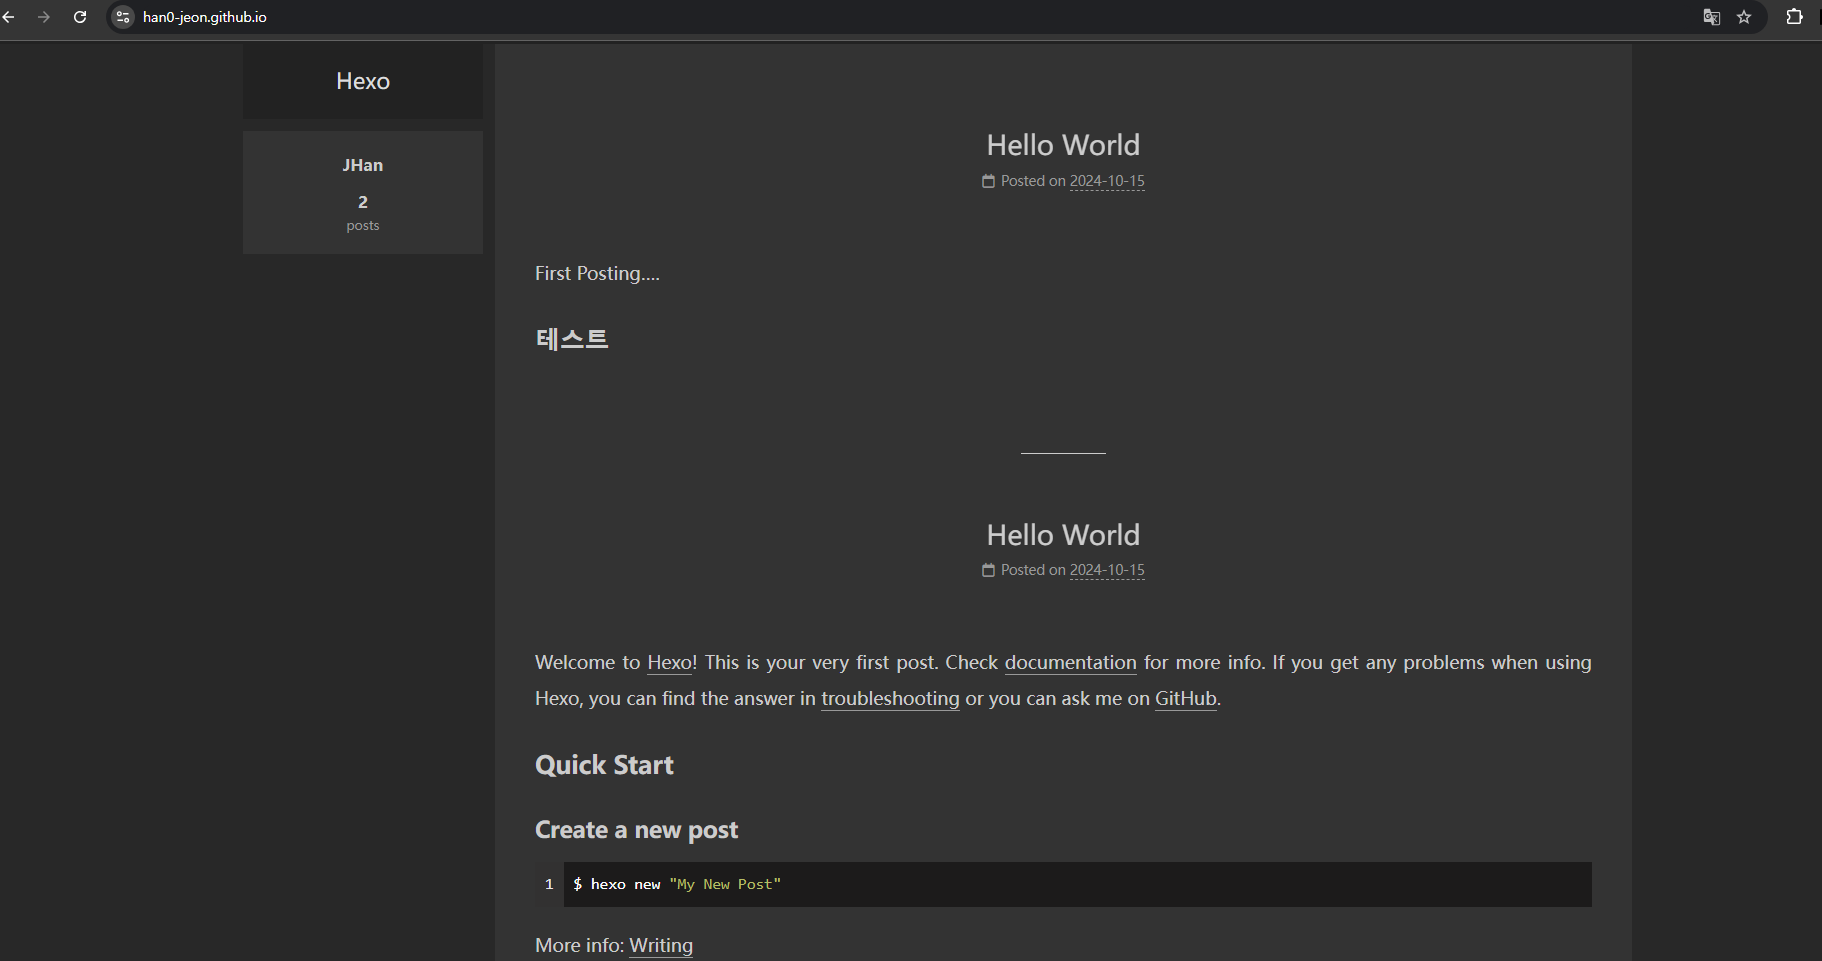 han0-jeon.github.io
Hexo
JHan
2
posts
Hello World
Posted on 2024-10-15
First Posting....
테스트
Hello World
Posted on 2024-10-15
Welcome to Hexo! This is your very first post. Check documentation for more info. If you get any problems when using
Hexo, you can find the answer in troubleshooting or you can ask me on GitHub.
Quick Start
Create a new post
1 $ hexo new "My New Post"
More info: Writing